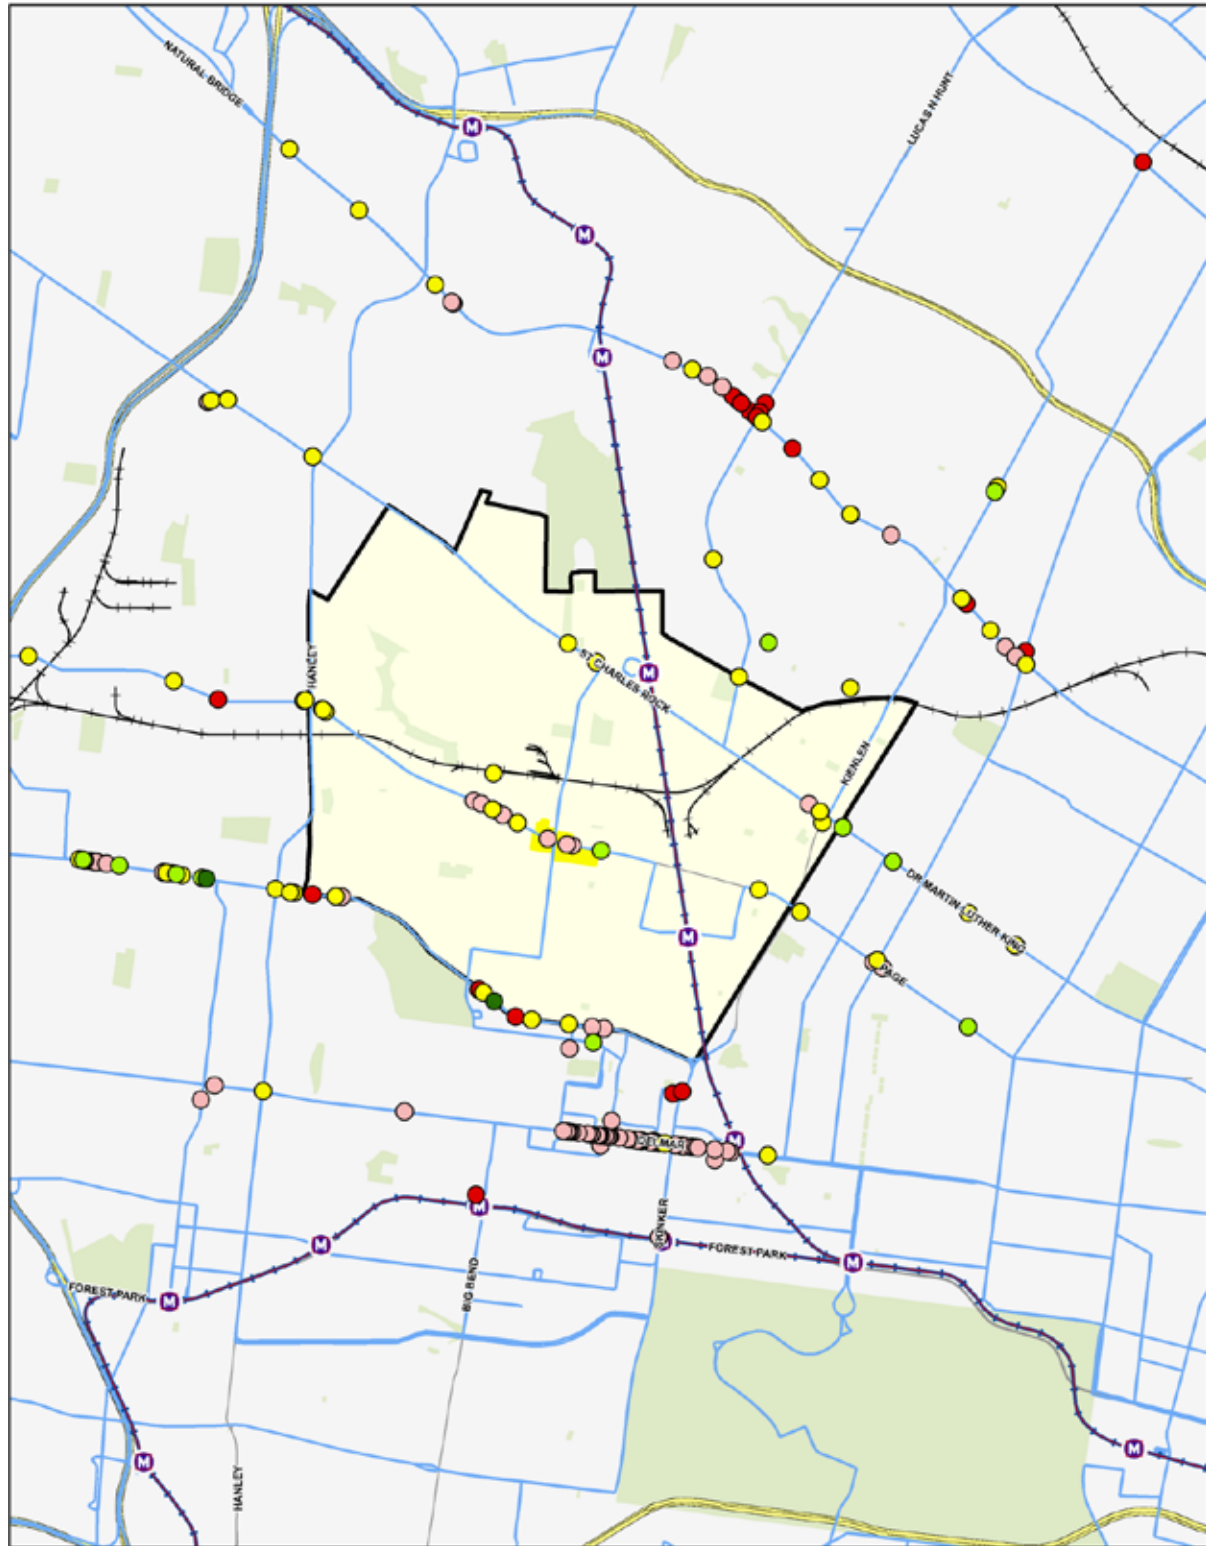 NATURAL BRIDGE
LUCAS N HUNT
M
M
M
HANLEY
ST CHARLES ROCK
M
KIENLEN
DR MARTIN LUTHER KING
M
PAGE
DELMAR
M
M
SKINKER
M
FOREST PARK
M
M
FOREST PARK
M
BIG BEND
M
M
HANLEY